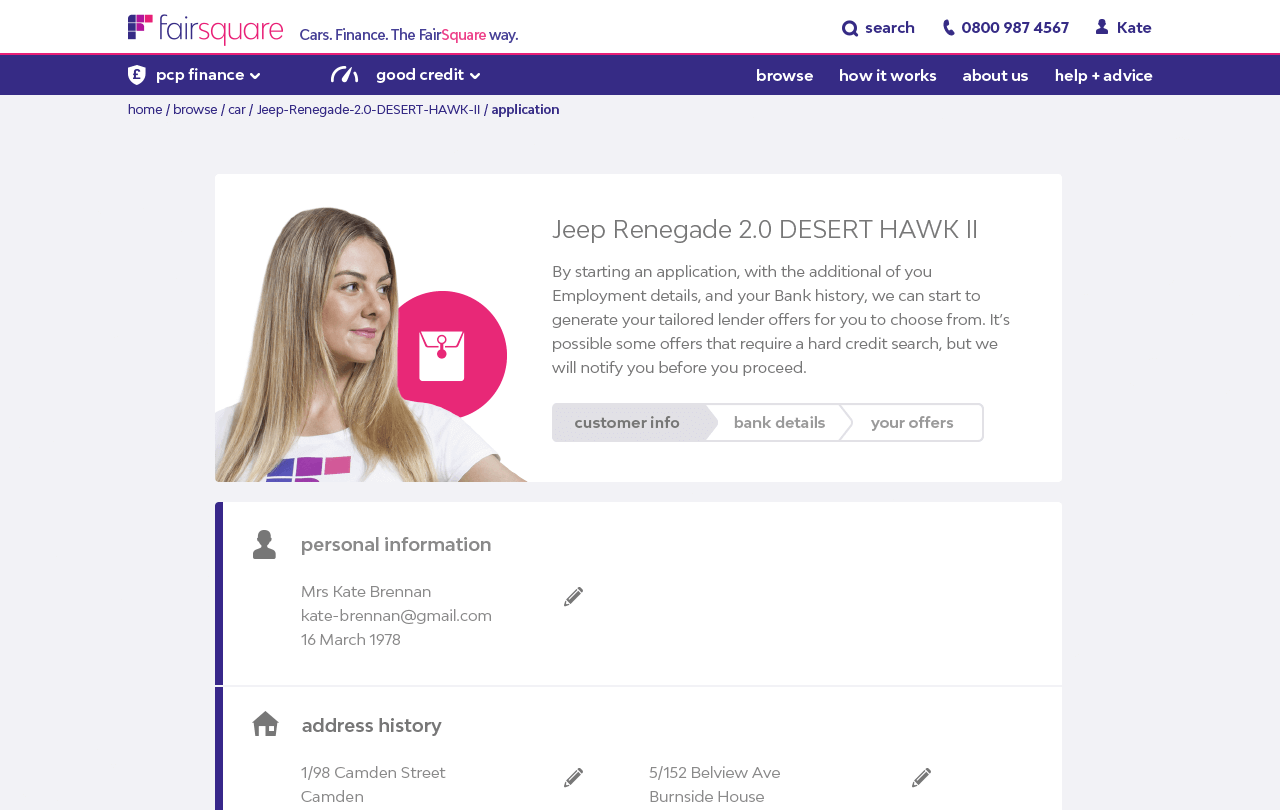 fairsquare
Cars. Finance. The FairSquare way.
search
0800 987 4567
Kate
pcp finance
good credit
browse
how it works
about us
help + advice
home / browse / car / Jeep-Renegade-2.0-DESERT-HAWK-II / application
Jeep Renegade 2.0 DESERT HAWK II
By starting an application, with the additional of you
Employment details, and your Bank history, we can start to
generate your tailored lender offers for you to choose from. It's
possible some offers that require a hard credit search, but we
will notify you before you proceed.
customer info
bank details
your offers
personal information
Mrs Kate Brennan
kate-brennan@gmail.com
16 March 1978
address history
1/98 Camden Street
Camden
5/152 Belview Ave
Burnside House